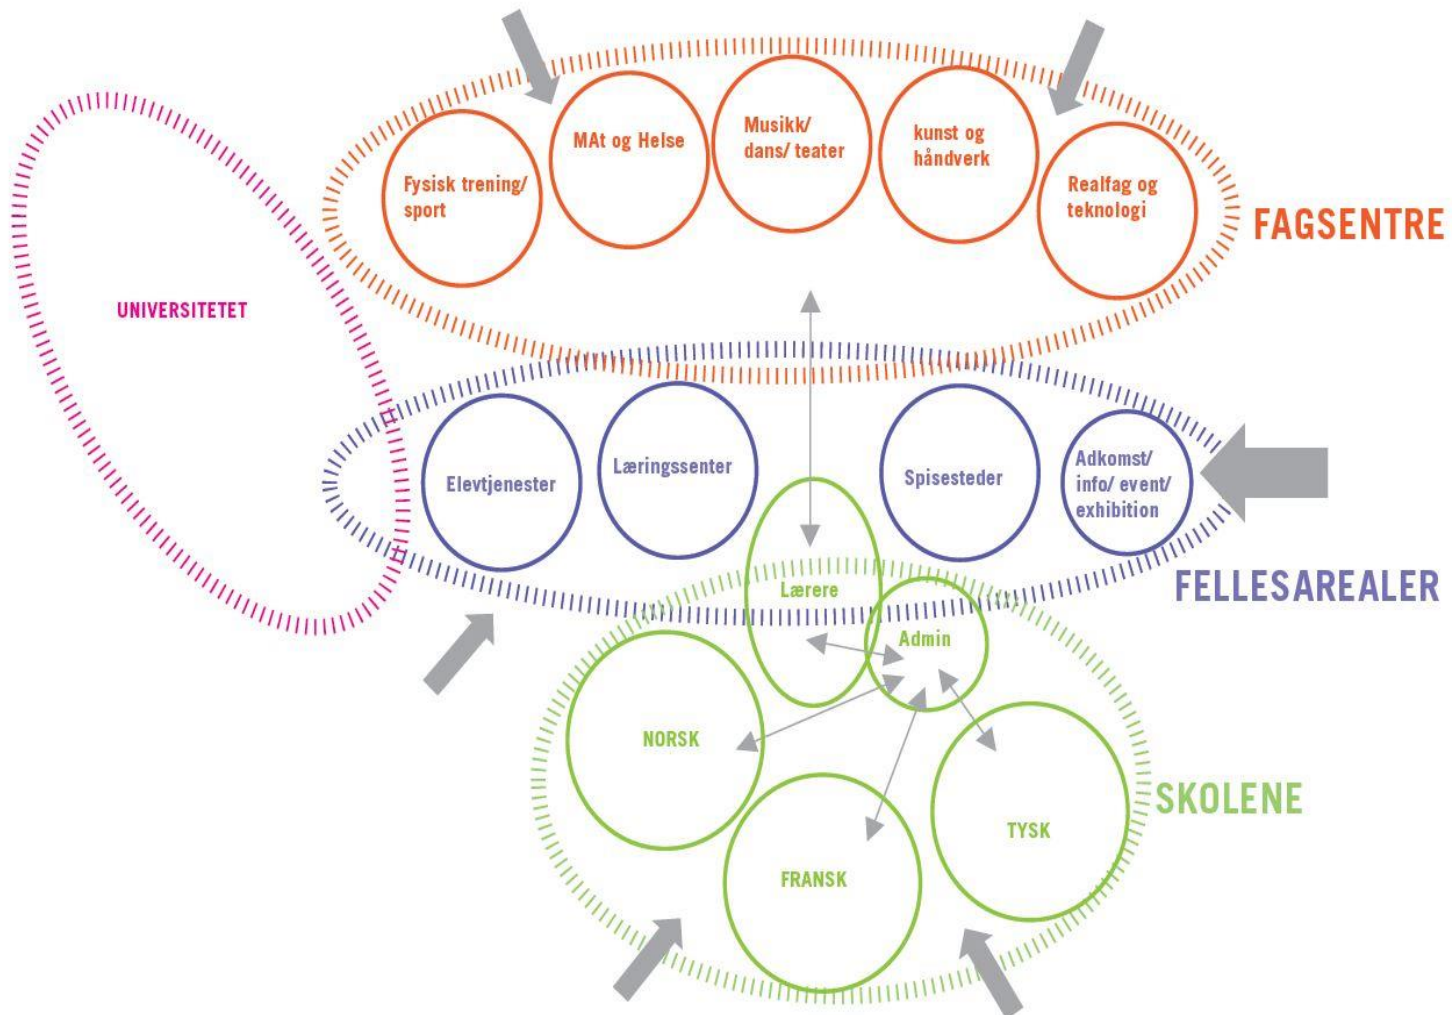 Fysisk trening/
sport
MAt og Helse
Musikk/
dans/ teater
kunst og
håndverk
Realfag og
teknologi
FAGSENTRE
UNIVERSITETET
Elevtjenester
Læringssenter
Spisesteder
Adkomst/
info/ event/
exhibition
FELLESAREALER
Lærere
Admin
NORSK
FRANSK
TYSK
SKOLENE